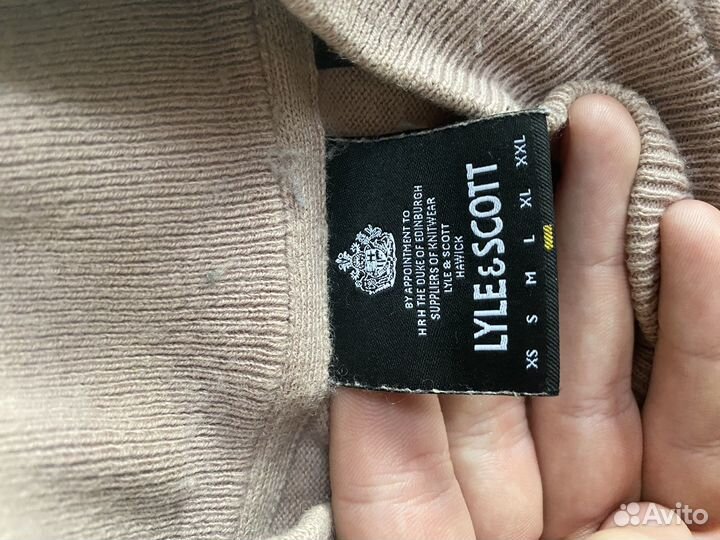 BY APPOINTMENT TO
HRH THE DUKE OF EDINBURGH
SUPPLIERS OF KNITWEAR
LYLE & SCOTT
HAWICK
LYLE&SCOTT
XS S M L XL XXL
Avito